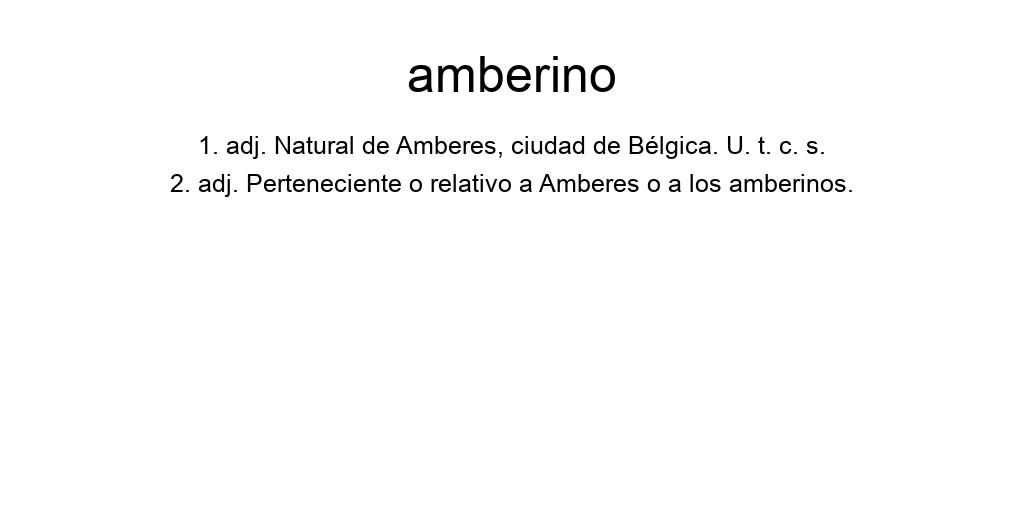 amberino
1. adj. Natural de Amberes, ciudad de Bélgica. U. t. c. s.
2. adj. Perteneciente o relativo a Amberes o a los amberinos.